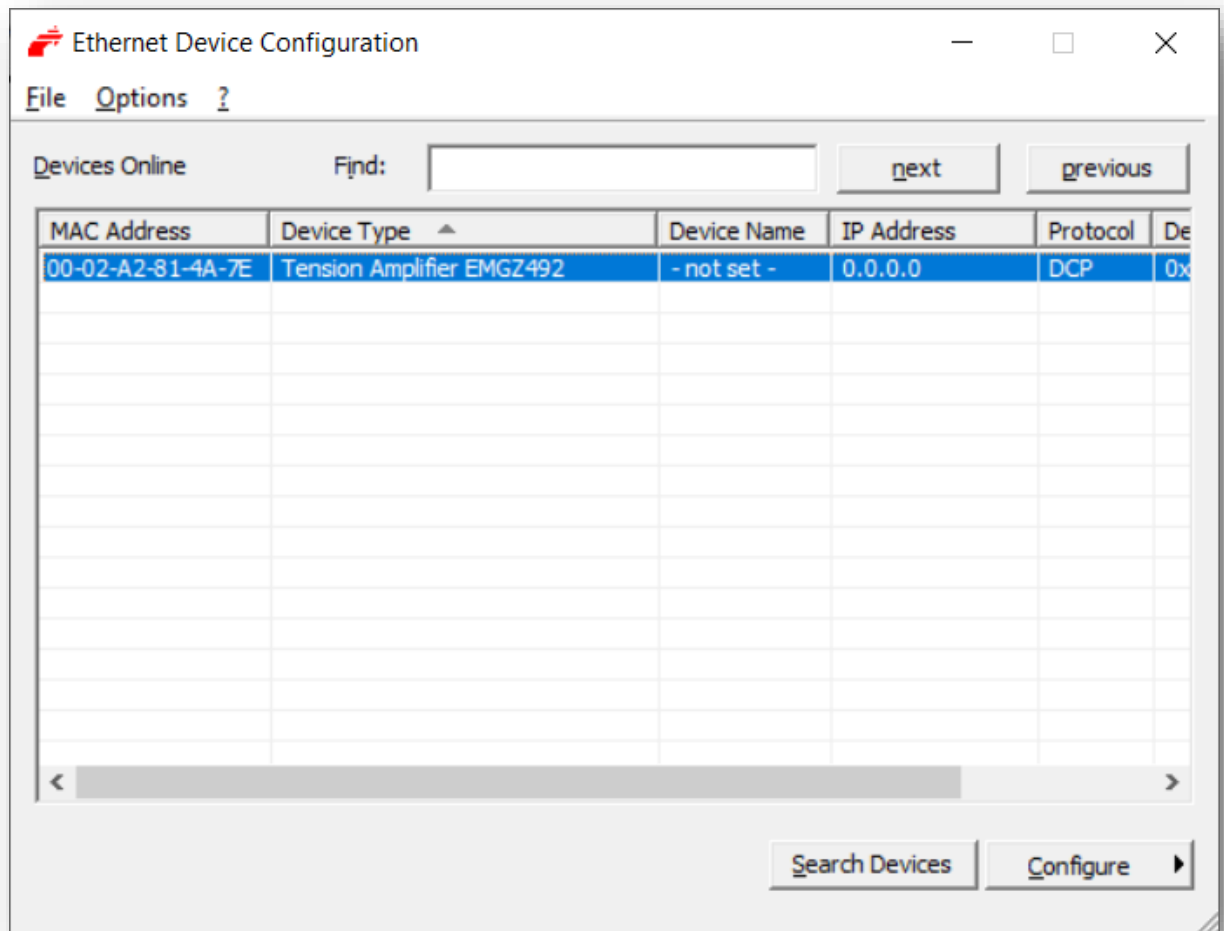 Ethernet Device Configuration
File Options ?
Devices Online Find: next previous
MAC Address Device Type Device Name IP Address Protocol De
00-02-A2-81-4A-7E Tension Amplifier EMGZ492 - not set - 0.0.0.0 DCP 0x
Search Devices Configure